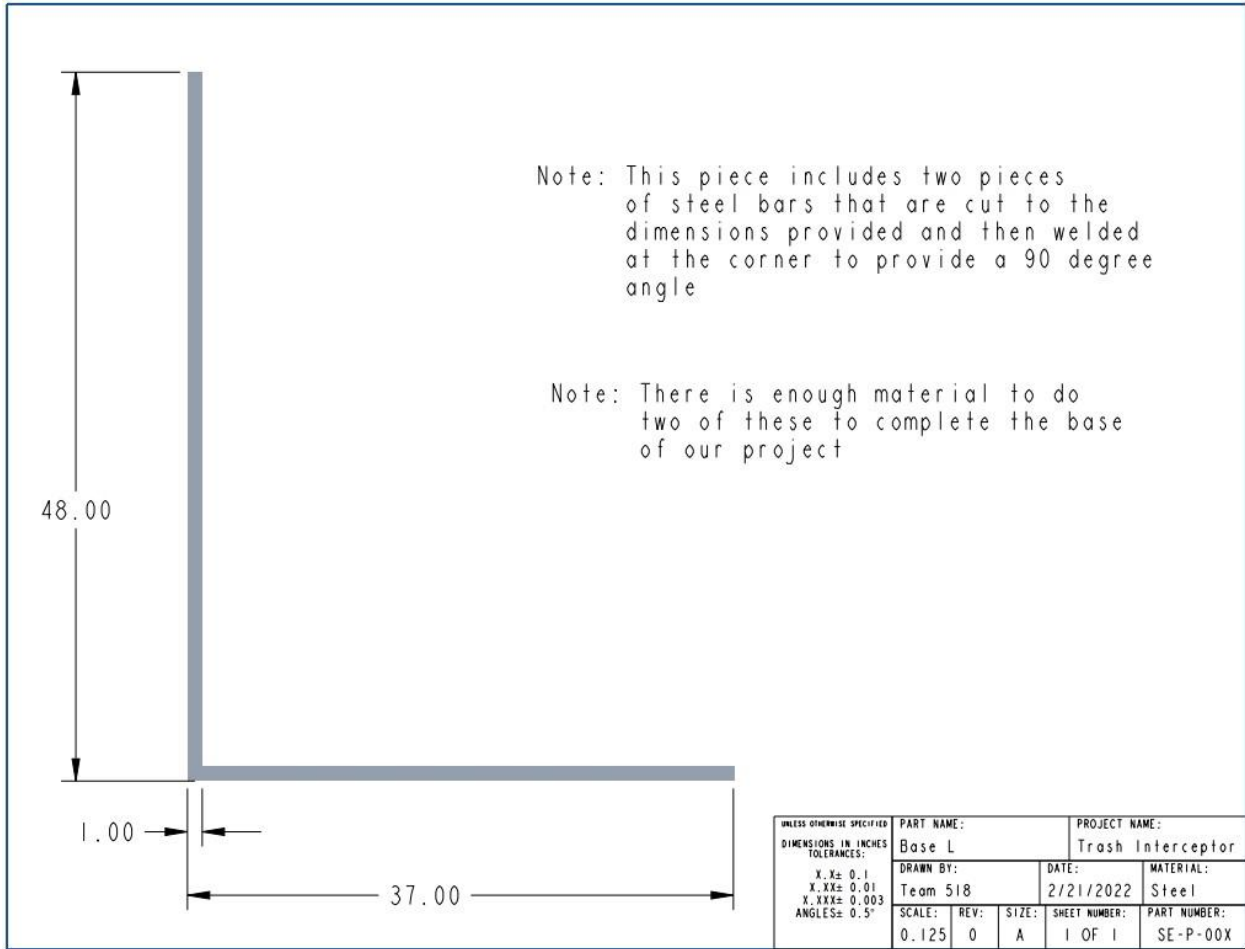 Note: This piece includes two pieces
of steel bars that are cut to the
dimensions provided and then welded
at the corner to provide a 90 degree
angle
Note: There is enough material to do
two of these to complete the base
of our project
48.00
1.00
37.00
UNLESS OTHERWISE SPECIFIED
DIMENSIONS IN INCHES
TOLERANCES:
X.X± 0.1
X.XX± 0.01
X.XXX± 0.003
ANGLES± 0.5°
PART NAME:
Base L
PROJECT NAME:
Trash Interceptor
DRAWN BY:
Team 518
DATE:
2/21/2022
MATERIAL:
Steel
SCALE:
0.125
REV:
0
SIZE:
A
SHEET NUMBER:
1 OF 1
PART NUMBER:
SE-P-00X